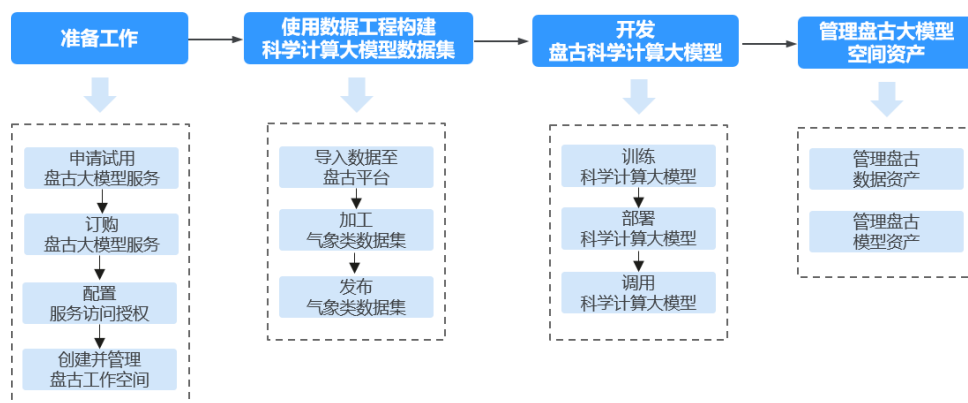 准备工作
使用数据工程构建
科学计算大模型数据集
开发
盘古科学计算大模型
管理盘古大模型
空间资产
申请试用
盘古大模型服务
订购
盘古大模型服务
配置
服务访问授权
创建并管理
盘古工作空间
导入数据至
盘古平台
加工
气象类数据集
发布
气象类数据集
训练
科学计算大模型
部署
科学计算大模型
调用
科学计算大模型
管理盘古
数据资产
管理盘古
模型资产